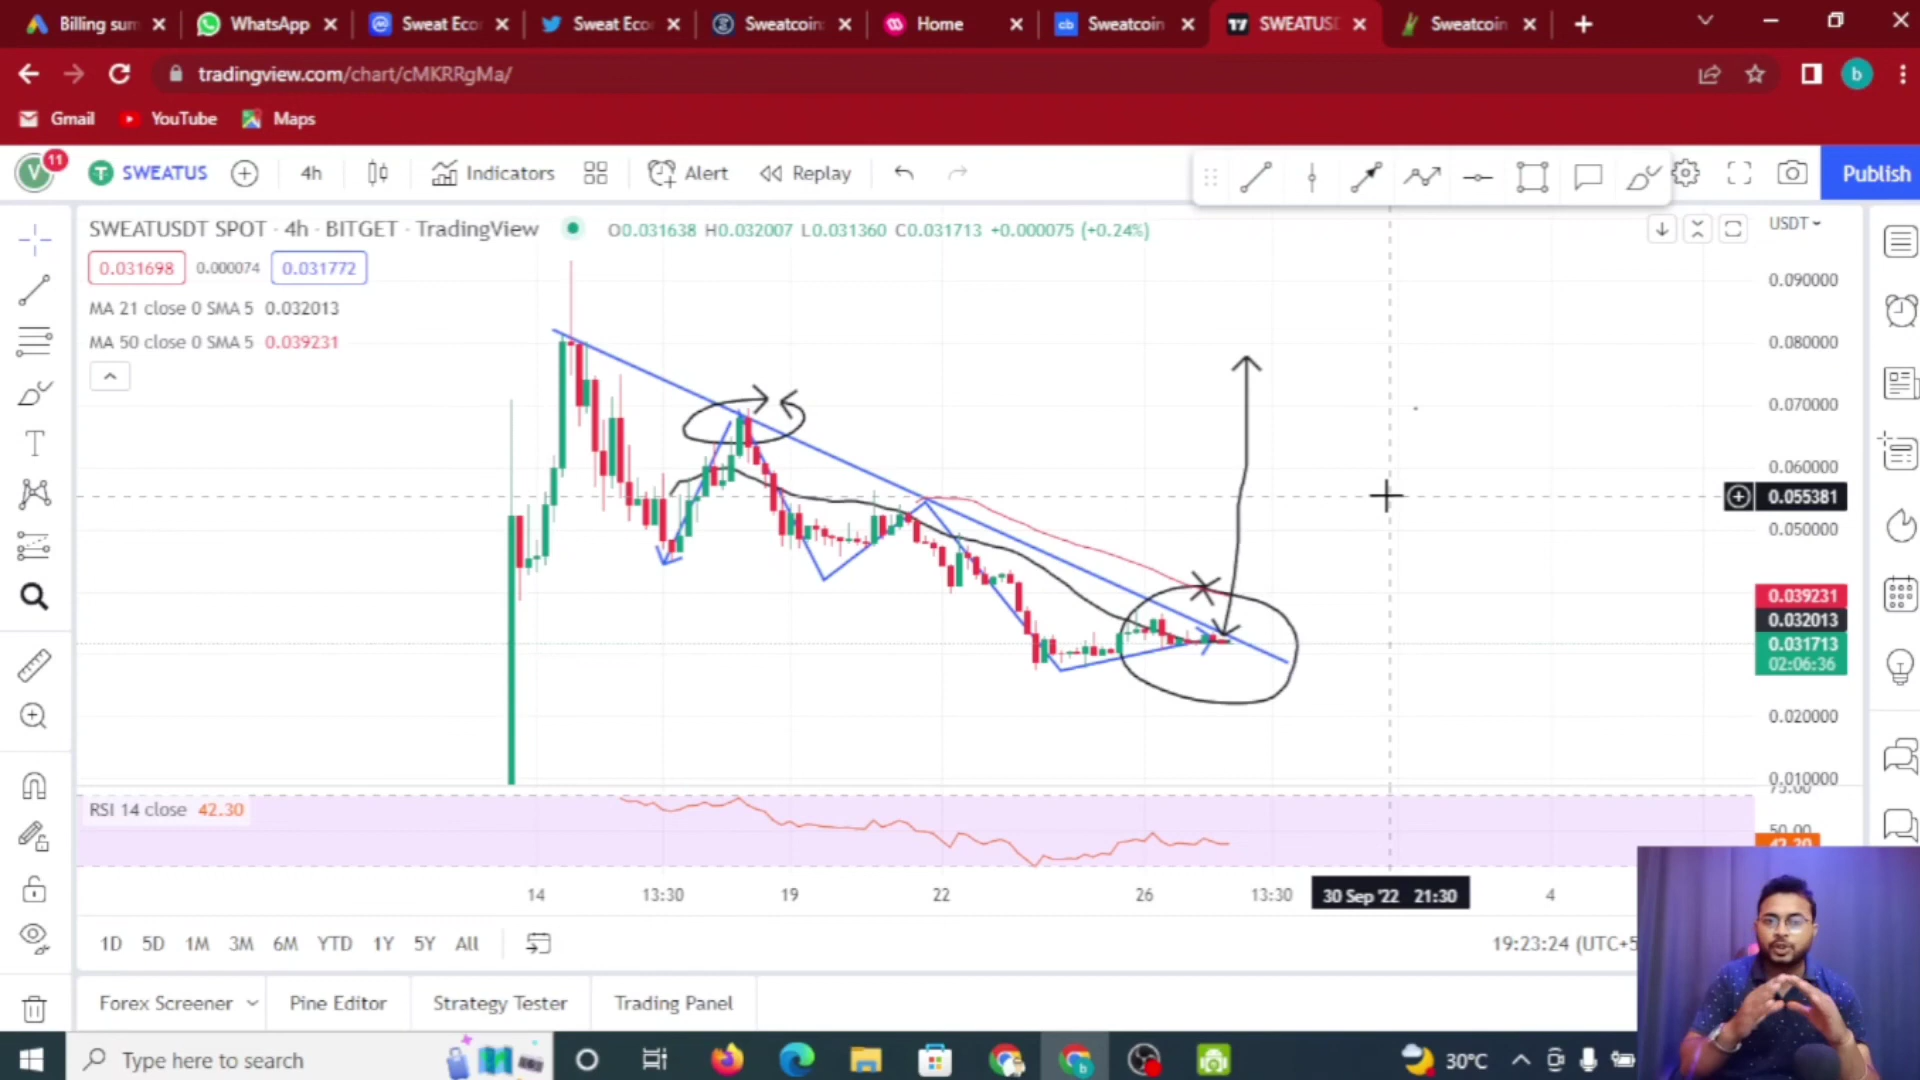 Billing sum
WhatsApp
Sweat Eco
Sweat Eco
Sweatcoin
Home
Sweatcoin
SWEATUS
Sweatcoin
tradingview.com/chart/cMKRRgMa/
b
Gmail
YouTube
Maps
V
11
SWEATUS
4h
Indicators
Alert
Replay
Publish
SWEATUSDT SPOT · 4h · BITGET · TradingView
O0.031638 H0.032007 L0.031360 C0.031713 +0.000075 (+0.24%)
USDT
0.031698
0.000074
0.031772
MA 21 close 0 SMA 5 0.032013
MA 50 close 0 SMA 5 0.039231
0.090000
0.080000
0.070000
0.060000
0.055381
0.050000
0.039231
0.032013
0.031713
02:06:36
0.020000
0.010000
75.00
RSI 14 close 42.30
50.00
42.30
14
13:30
19
22
26
13:30
30 Sep '22 21:30
4
1D
5D
1M
3M
6M
YTD
1Y
5Y
All
19:23:24 (UTC+5
Forex Screener
Pine Editor
Strategy Tester
Trading Panel
Type here to search
30°C